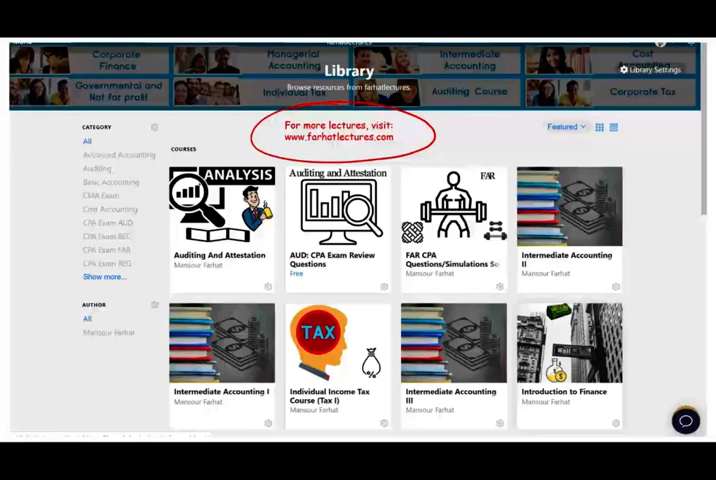 farhatlectures
Corporate
Finance
Managerial
Accounting
Intermediate
Accounting
Cost
Accounting
Library
Library Settings
Browse resources from farhatlectures.
Governmental and
Not for profit
Individual Tax
Auditing Course
Corporate Tax
For more lectures, visit:
www.farhatlectures.com
Featured
CATEGORY
All
Advanced Accounting
Auditing
Basic Accounting
CMA Exam
Cost Accounting
CPA Exam AUD
CPA Exam BEC
CPA Exam FAR
CPA Exam REG
Show more...
AUTHOR
All
Mansour Farhat
COURSES
ANALYSIS
Auditing And Attestation
Mansour Farhat
Auditing and Attestation
AUD: CPA Exam Review
Questions
Free
FAR
FAR CPA
Questions/Simulations So
Mansour Farhat
Intermediate Accounting
II
Mansour Farhat
Intermediate Accounting I
Mansour Farhat
TAX
Individual Income Tax
Course (Tax I)
Mansour Farhat
Intermediate Accounting
III
Mansour Farhat
Wall
Introduction to Finance
Mansour Farhat